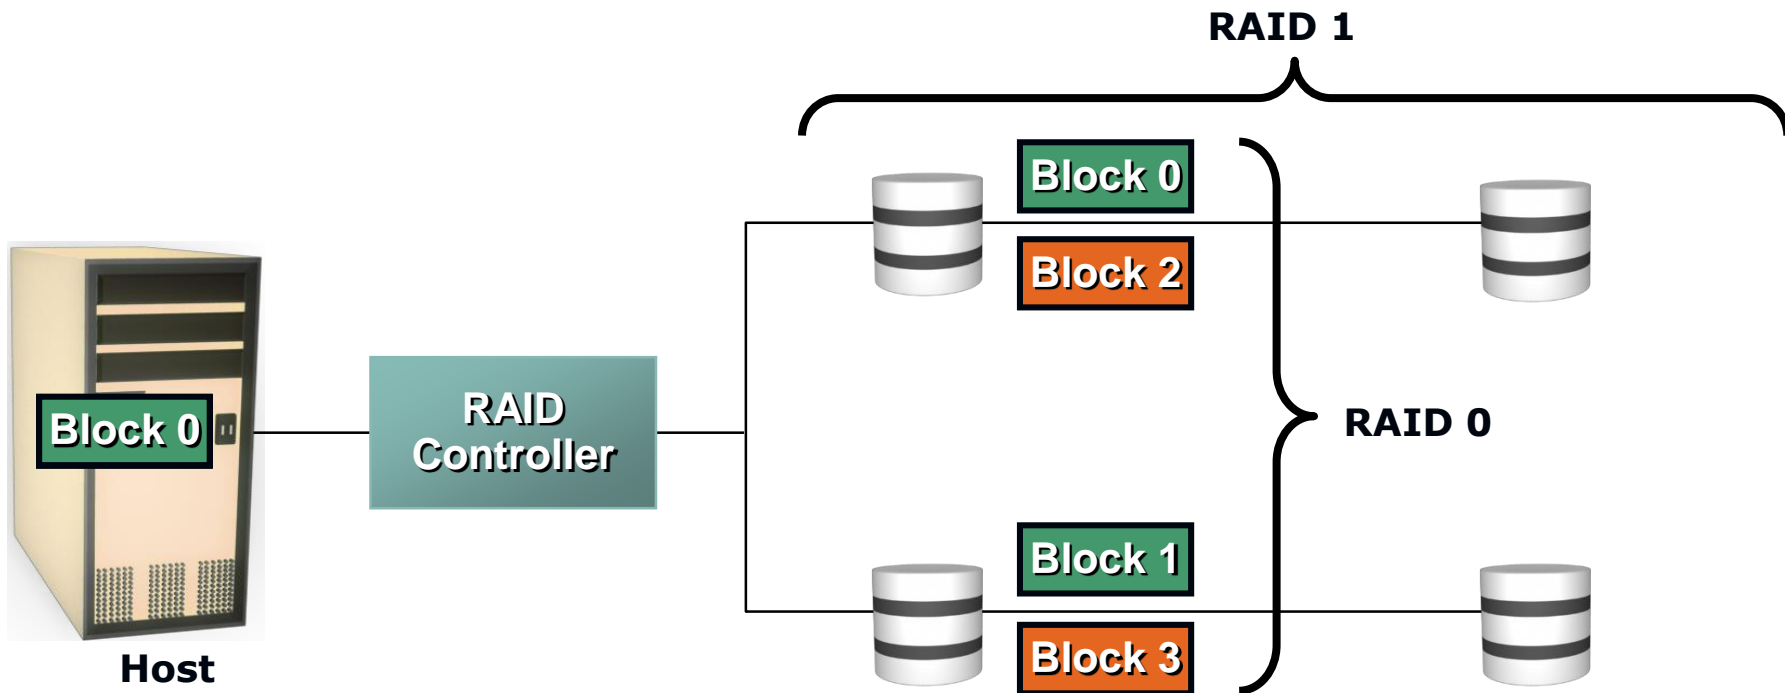 RAID 1
Block 0
Block 2
Block 0
RAID
Controller
RAID 0
Block 1
Block 3
Host